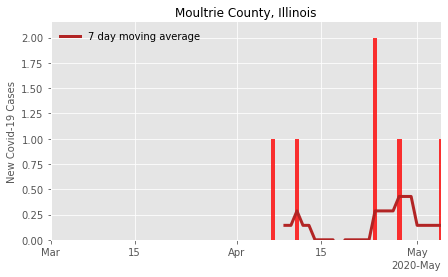 Moultrie County, Illinois
7 day moving average
New Covid-19 Cases
2.00
1.75
1.50
1.25
1.00
0.75
0.50
0.25
0.00
Mar
15
Apr
15
May
2020-May